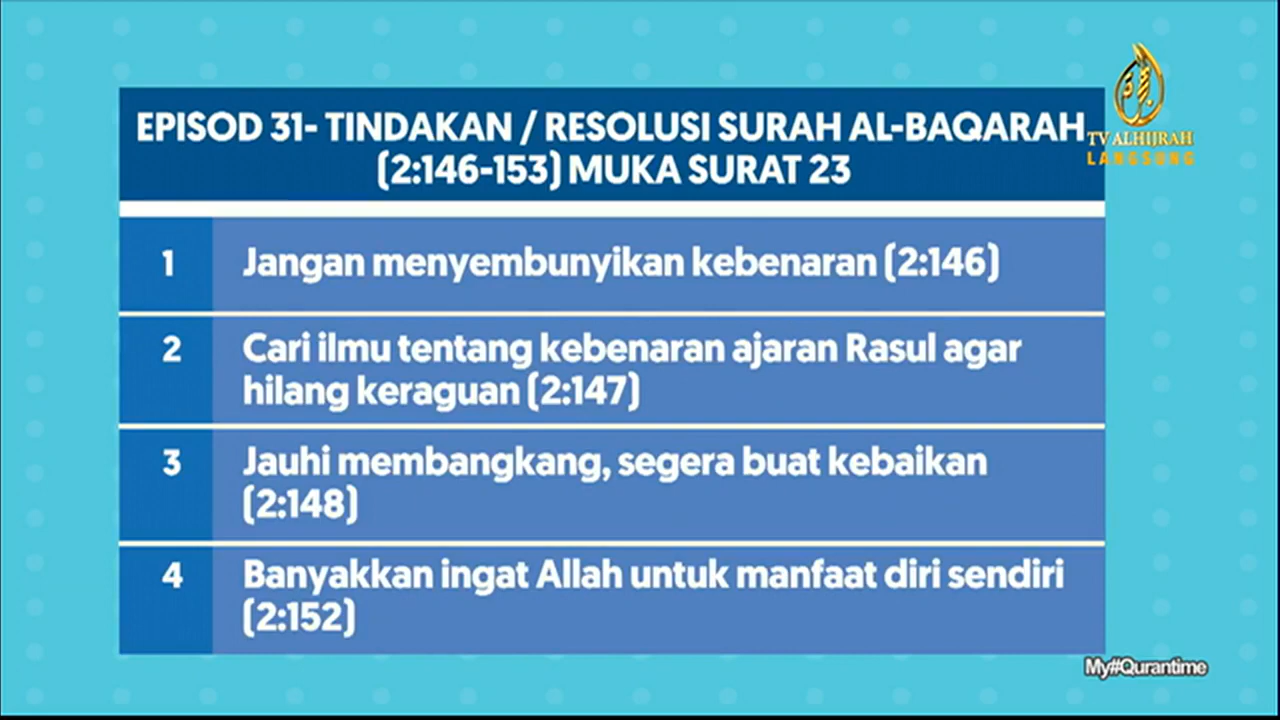 EPISOD 31- TINDAKAN / RESOLUSI SURAH AL-BAQARAH
(2:146-153) MUKA SURAT 23
TV ALHIJRAH
LANGSUNG
1 Jangan menyembunyikan kebenaran (2:146)
2 Cari ilmu tentang kebenaran ajaran Rasul agar
hilang keraguan (2:147)
3 Jauhi membangkang, segera buat kebaikan
(2:148)
4 Banyakkan ingat Allah untuk manfaat diri sendiri
(2:152)
My#Qurantime